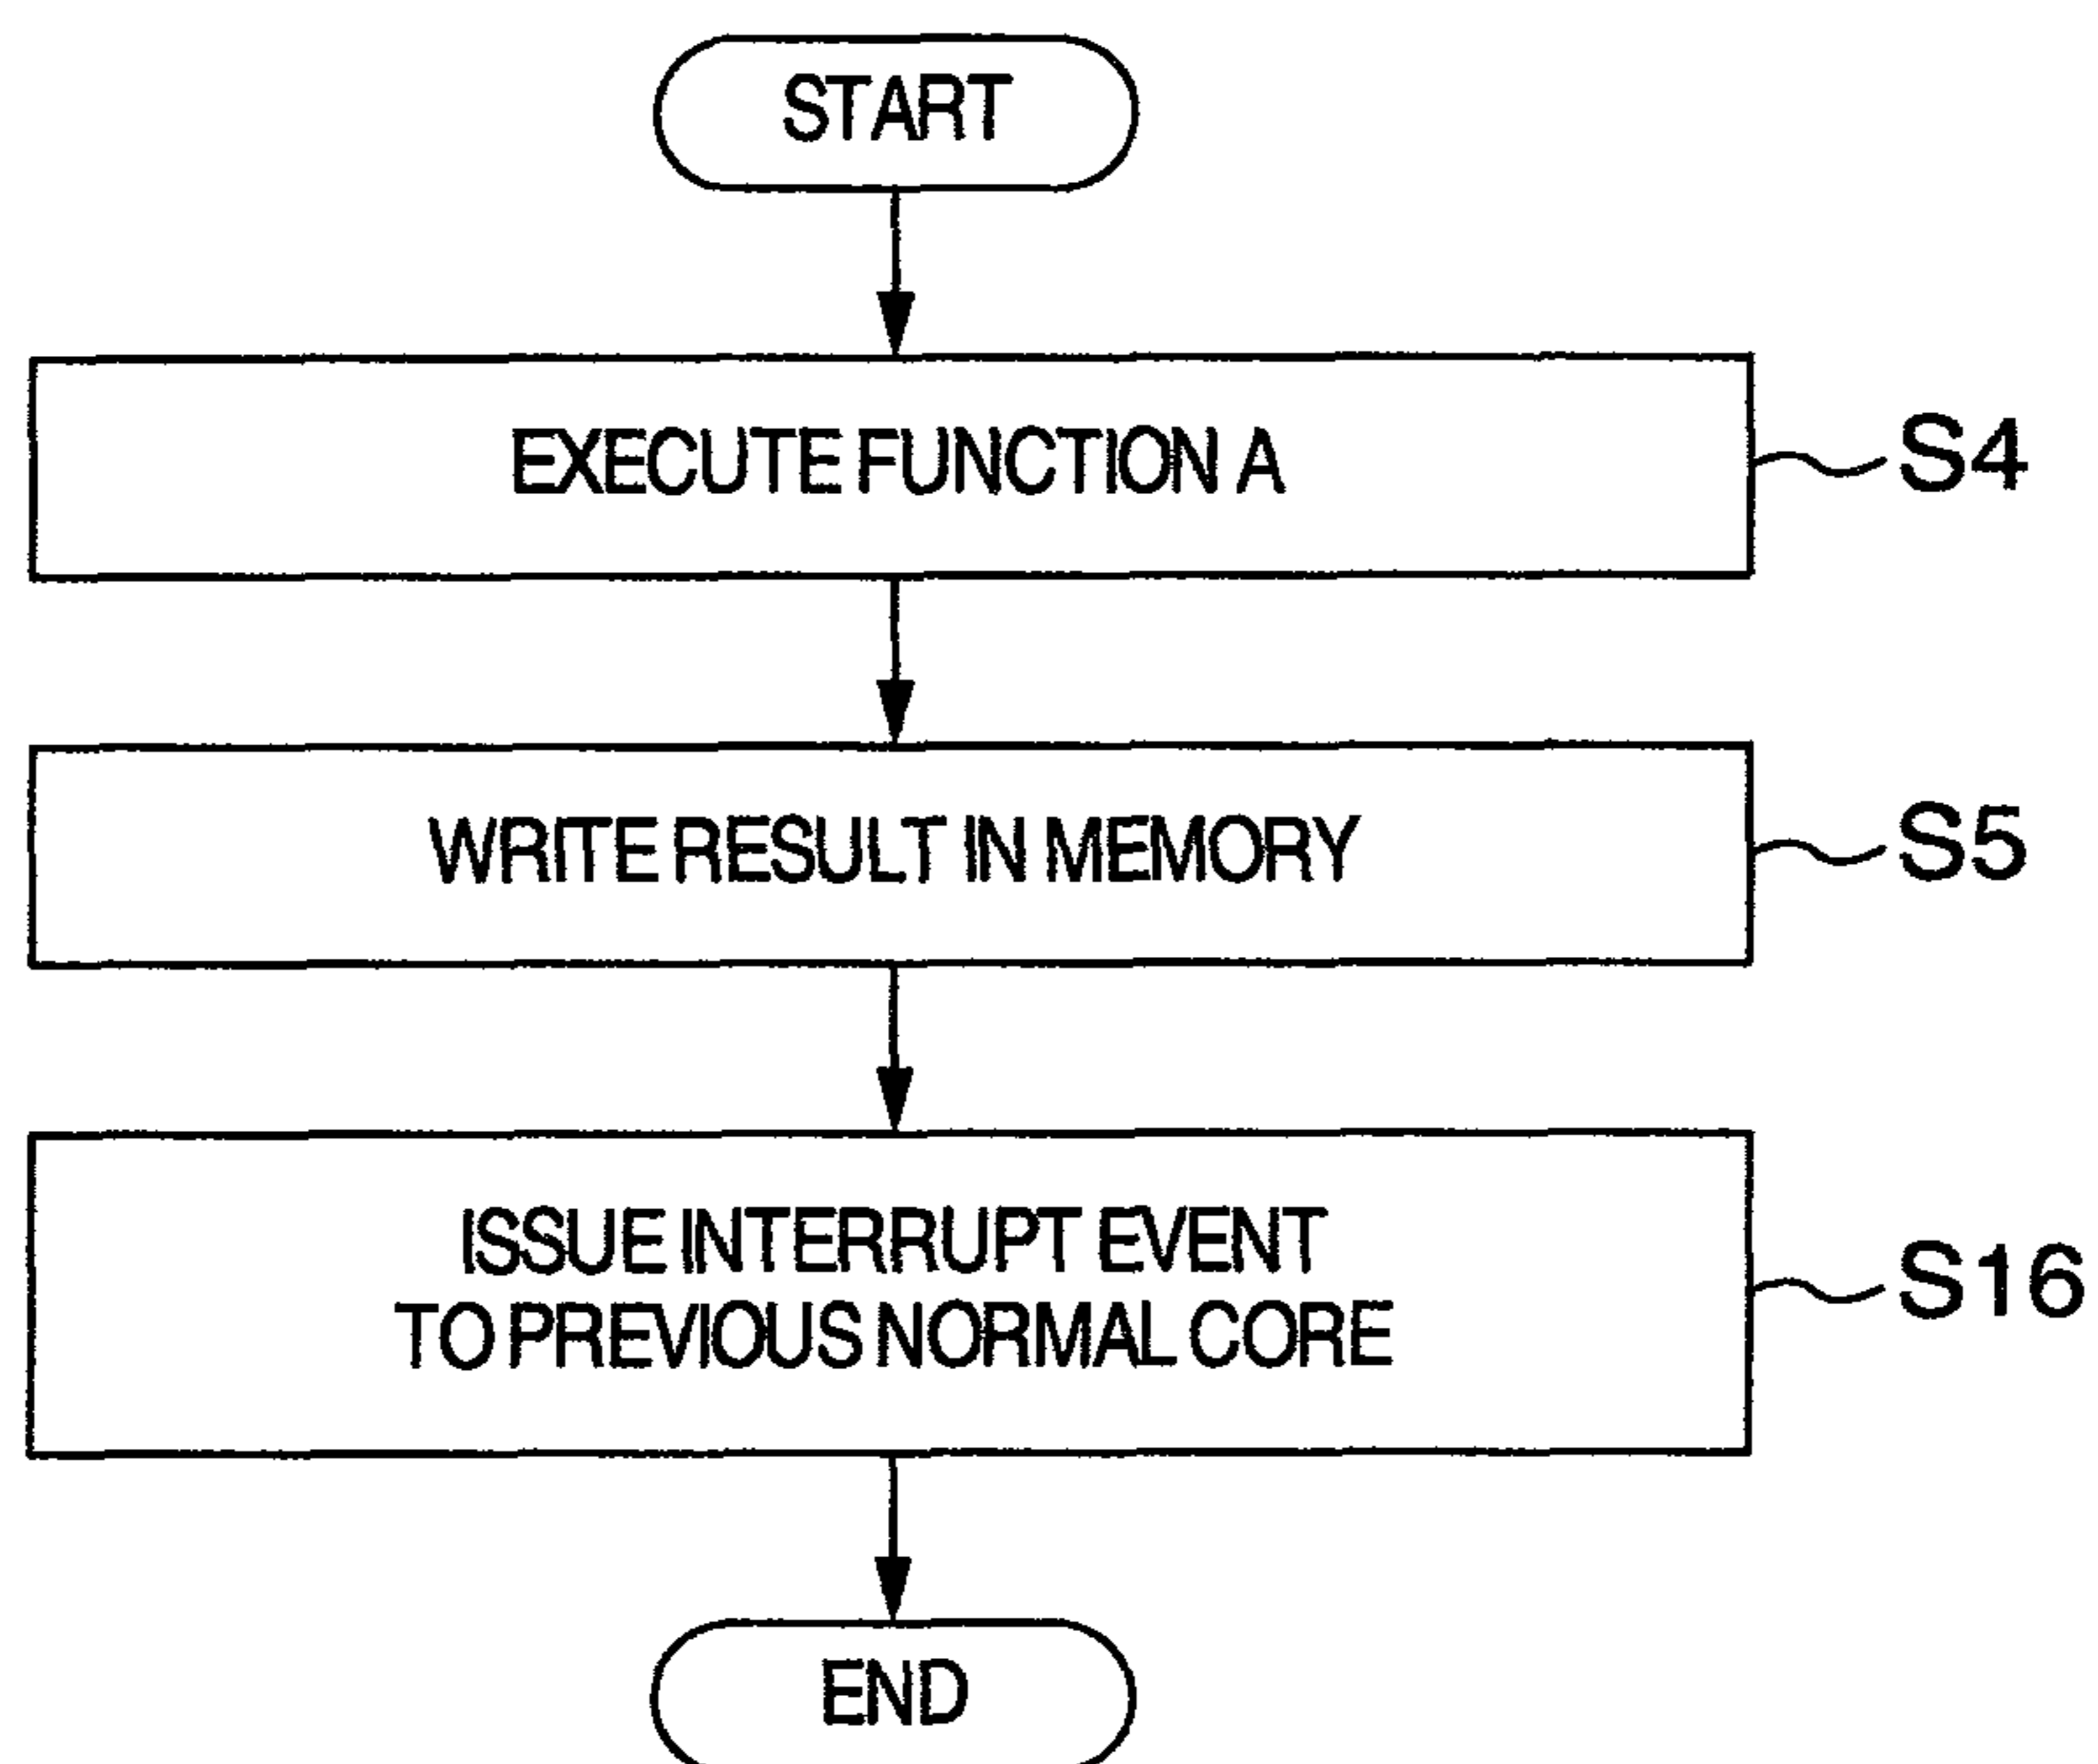 START
EXECUTE FUNCTION A
S4
WRITE RESULT IN MEMORY
S5
ISSUE INTERRUPT EVENT
TO PREVIOUS NORMAL CORE
S16
END